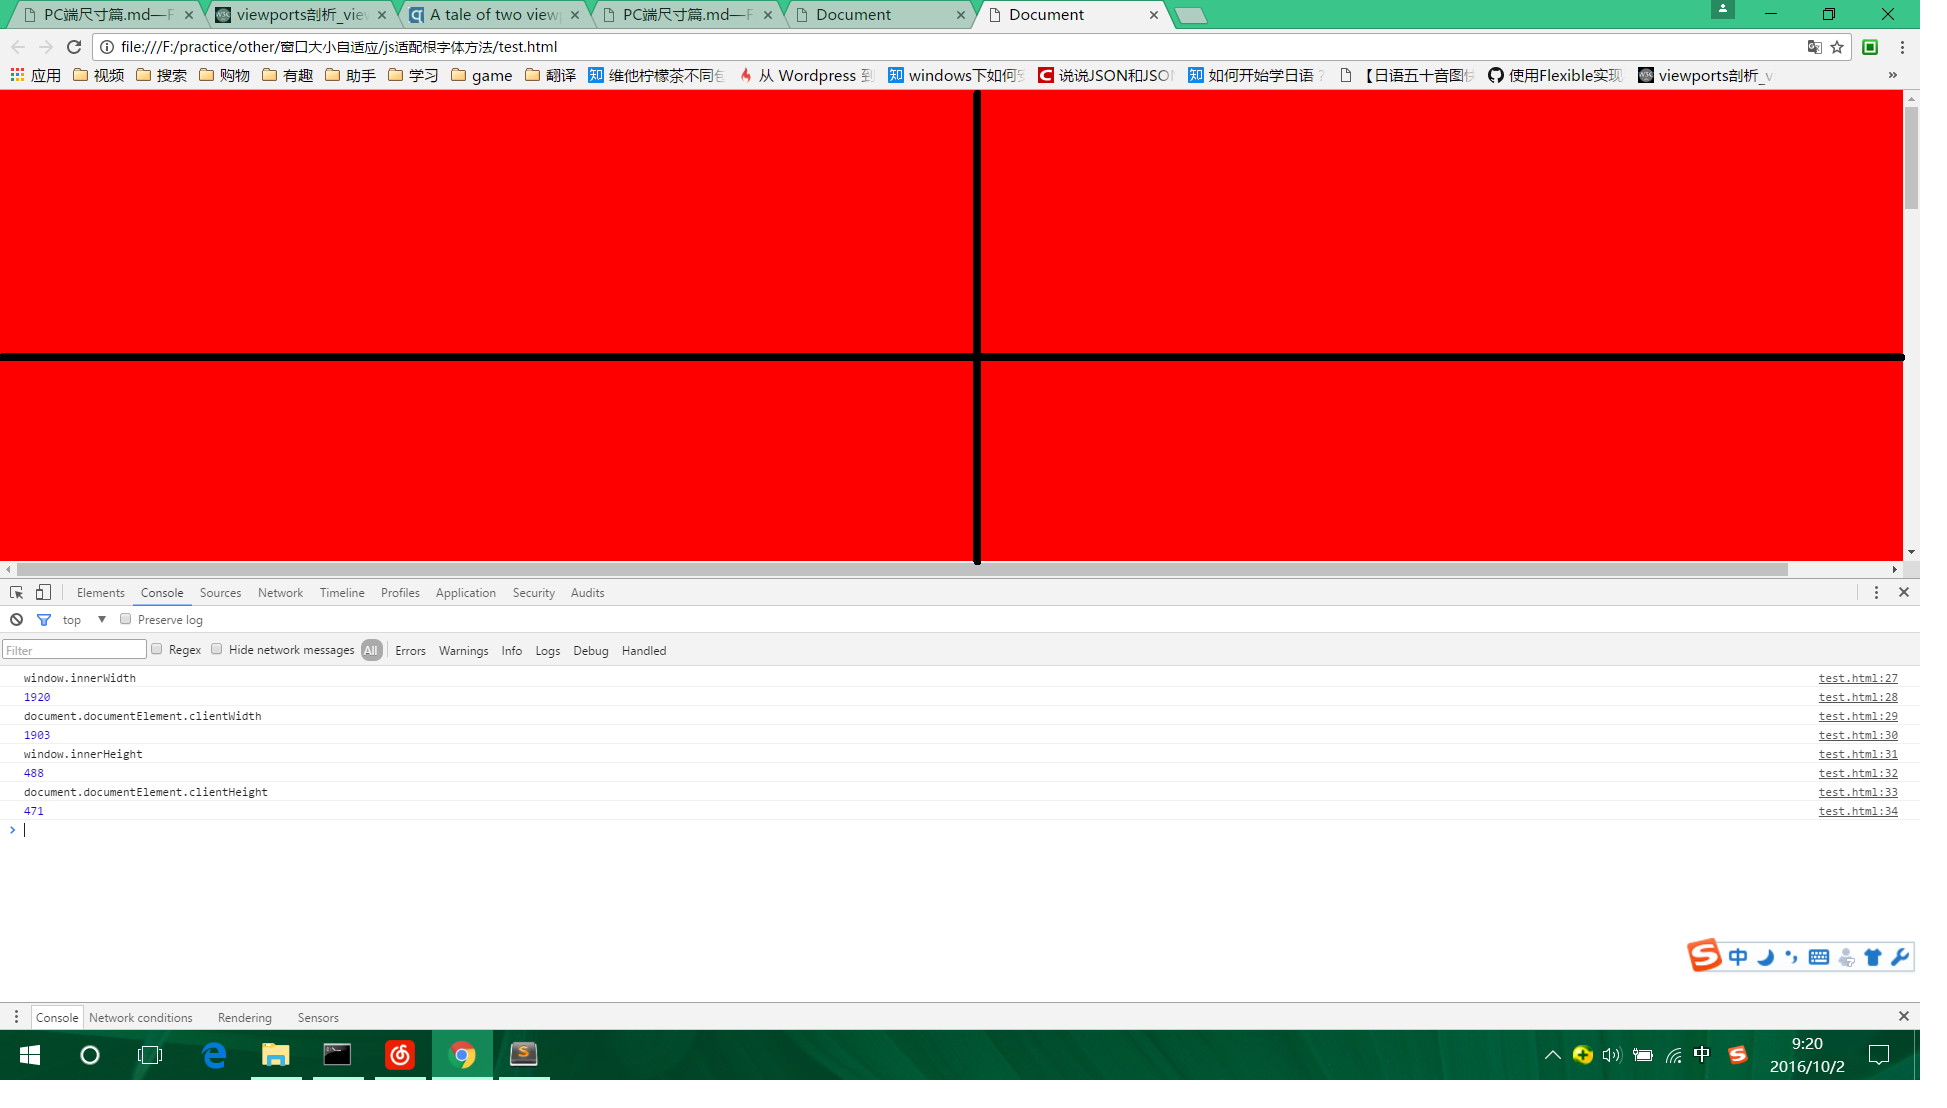 PC端尺寸篇.md—F
viewports剖析_view
A tale of two viewp
PC端尺寸篇.md—F
Document
Document
file:///F:/practice/other/窗口大小自适应/js适配根字体方法/test.html
应用 视频 搜索 购物 有趣 助手 学习 game 翻译 知 维他柠檬茶不同包 从 Wordpress 到 知 windows下如何安 C 说说JSON和JSO 知 如何开始学日语? 【日语五十音图快 使用Flexible实现 viewports剖析_v »
Elements Console Sources Network Timeline Profiles Application Security Audits
top Preserve log
Filter Regex Hide network messages All Errors Warnings Info Logs Debug Handled
window.innerWidth test.html:27
1920 test.html:28
document.documentElement.clientWidth test.html:29
1903 test.html:30
window.innerHeight test.html:31
488 test.html:32
document.documentElement.clientHeight test.html:33
471 test.html:34
S 中
Console Network conditions Rendering Sensors
中 S 9:20
2016/10/2